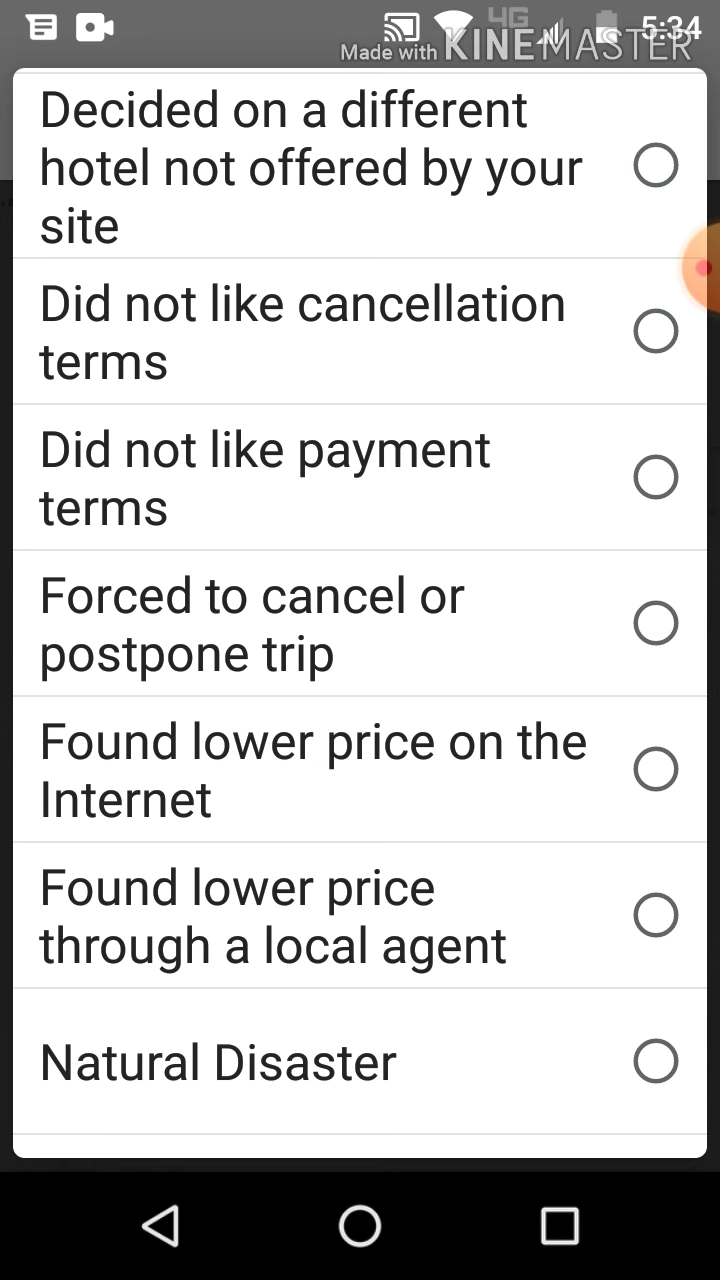 4G
5:34
Made with KINEMASTER
Decided on a different
hotel not offered by your
site
Did not like cancellation
terms
Did not like payment
terms
Forced to cancel or
postpone trip
Found lower price on the
Internet
Found lower price
through a local agent
Natural Disaster